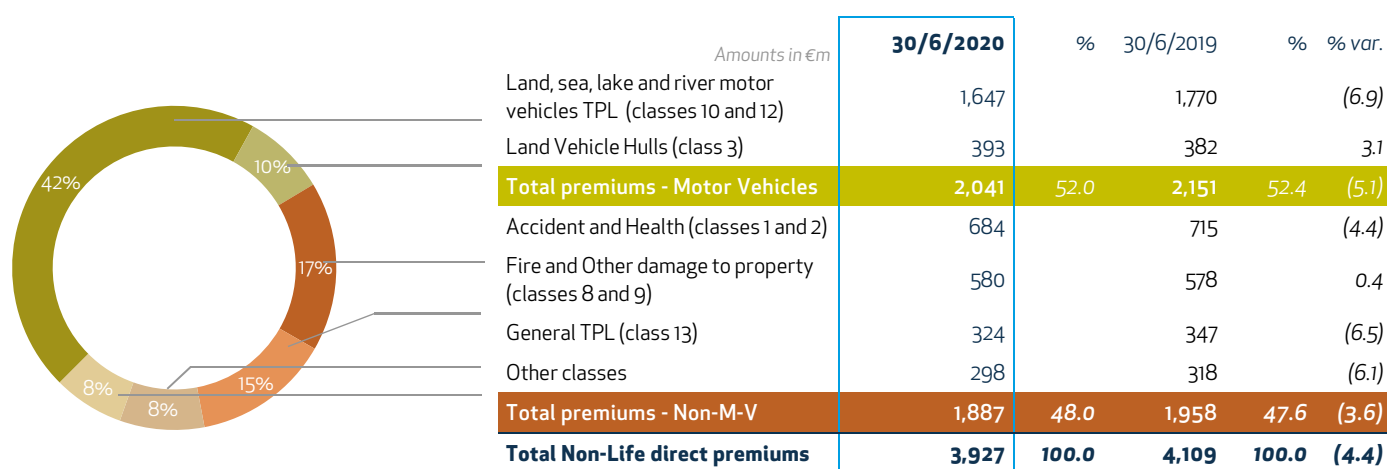 Amounts in €m 30/6/2020 % 30/6/2019 % % var.
Land, sea, lake and river motor
vehicles TPL (classes 10 and 12) 1,647 1,770 (6.9)
Land Vehicle Hulls (class 3) 393 382 3.1
Total premiums - Motor Vehicles 2,041 52.0 2,151 52.4 (5.1)
Accident and Health (classes 1 and 2) 684 715 (4.4)
Fire and Other damage to property
(classes 8 and 9) 580 578 0.4
General TPL (class 13) 324 347 (6.5)
Other classes 298 318 (6.1)
Total premiums - Non-M-V 1,887 48.0 1,958 47.6 (3.6)
Total Non-Life direct premiums 3,927 100.0 4,109 100.0 (4.4)
42%
10%
17%
15%
8%
8%